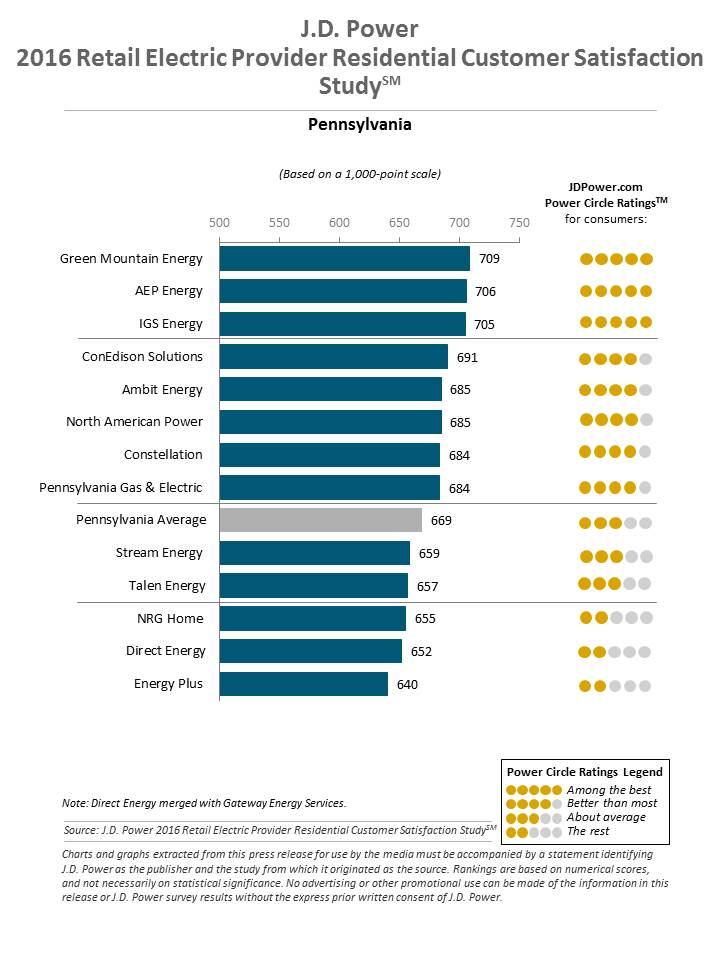 J.D. Power
2016 Retail Electric Provider Residential Customer Satisfaction
StudySM
Pennsylvania
(Based on a 1,000-point scale)
JDPower.com
Power Circle RatingsTM
for consumers:
500 550 600 650 700 750
Green Mountain Energy 709
AEP Energy 706
IGS Energy 705
ConEdison Solutions 691
Ambit Energy 685
North American Power 685
Constellation 684
Pennsylvania Gas & Electric 684
Pennsylvania Average 669
Stream Energy 659
Talen Energy 657
NRG Home 655
Direct Energy 652
Energy Plus 640
Power Circle Ratings Legend
Among the best
Better than most
About average
The rest
Note: Direct Energy merged with Gateway Energy Services.
Source: J.D. Power 2016 Retail Electric Provider Residential Customer Satisfaction StudySM
Charts and graphs extracted from this press release for use by the media must be accompanied by a statement identifying
J.D. Power as the publisher and the study from which it originated as the source. Rankings are based on numerical scores,
and not necessarily on statistical significance. No advertising or other promotional use can be made of the information in this
release or J.D. Power survey results without the express prior written consent of J.D. Power.